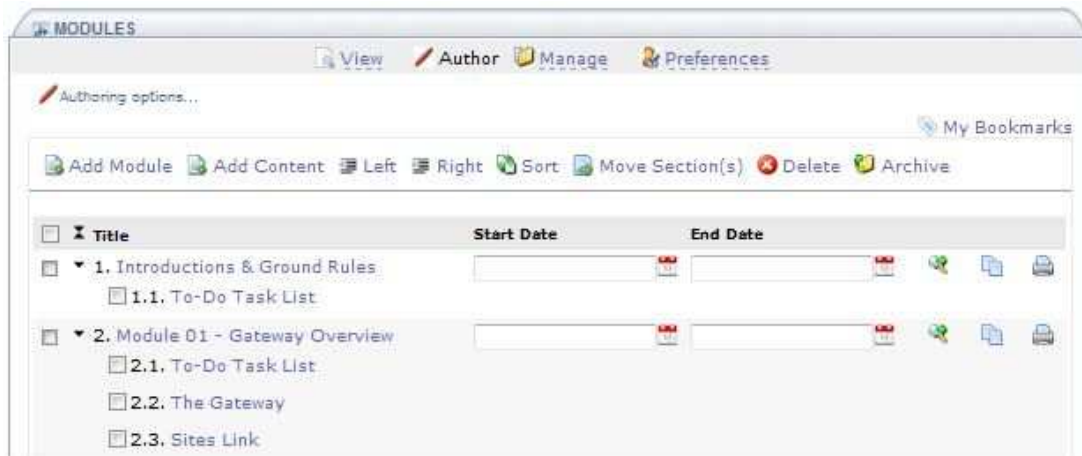 MODULES
View Author Manage Preferences
Authoring options...
My Bookmarks
Add Module Add Content Left Right Sort Move Section(s) Delete Archive
Title Start Date End Date
1. Introductions & Ground Rules
1.1. To-Do Task List
2. Module 01 - Gateway Overview
2.1. To-Do Task List
2.2. The Gateway
2.3. Sites Link